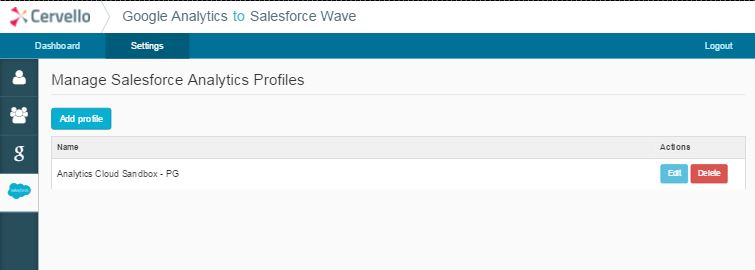 Cervello
Google Analytics to Salesforce Wave
Dashboard Settings Logout
Manage Salesforce Analytics Profiles
g
Add profile
Name Actions
Analytics Cloud Sandbox - PG Edit Delete
salesforce